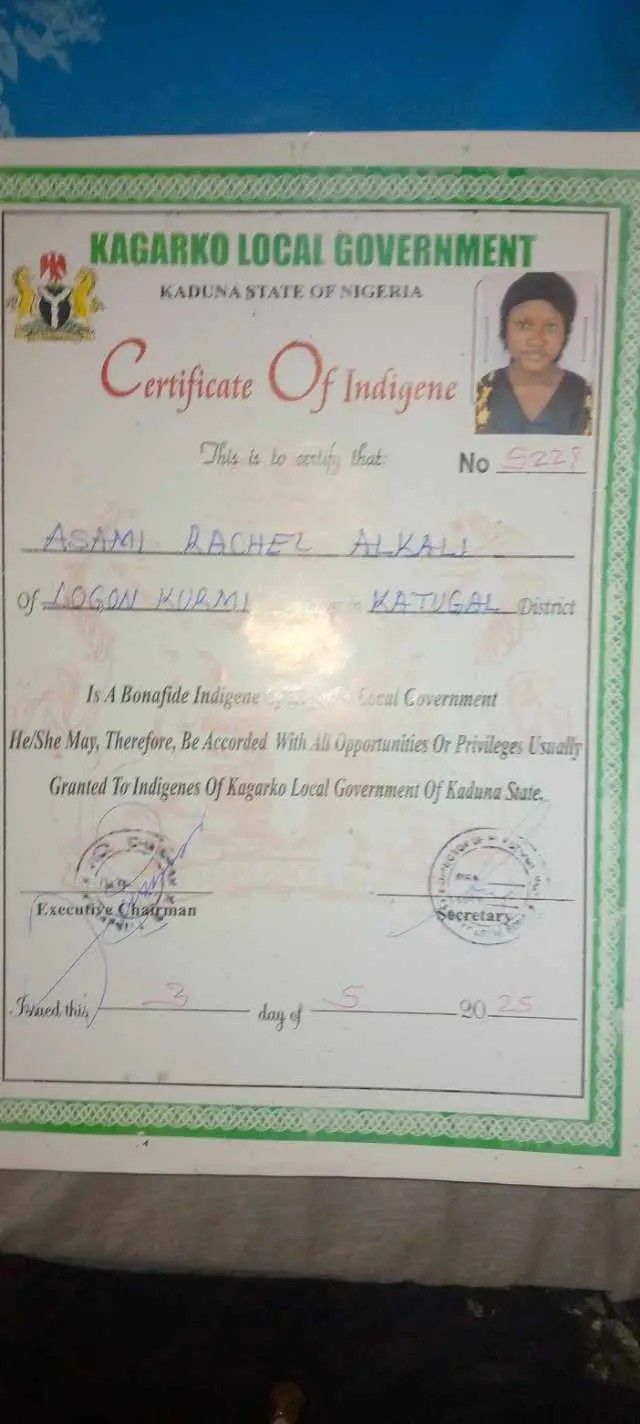 KAGARKO LOCAL GOVERNMENT
KADUNA STATE OF NIGERIA
Certificate Of Indigene
This is to certify that:
No 5229
ASAMI RACHEL ALKALI
Of LOGON KURMI in KATUGAL District
Is A Bonafide Indigene Local Government
He/She May, Therefore, Be Accorded With All Opportunities Or Privileges Usually
Granted To Indigenes Of Kagarko Local Government Of Kaduna State.
Executive Chairman
Secretary
Issued this 3 day of 5 2025